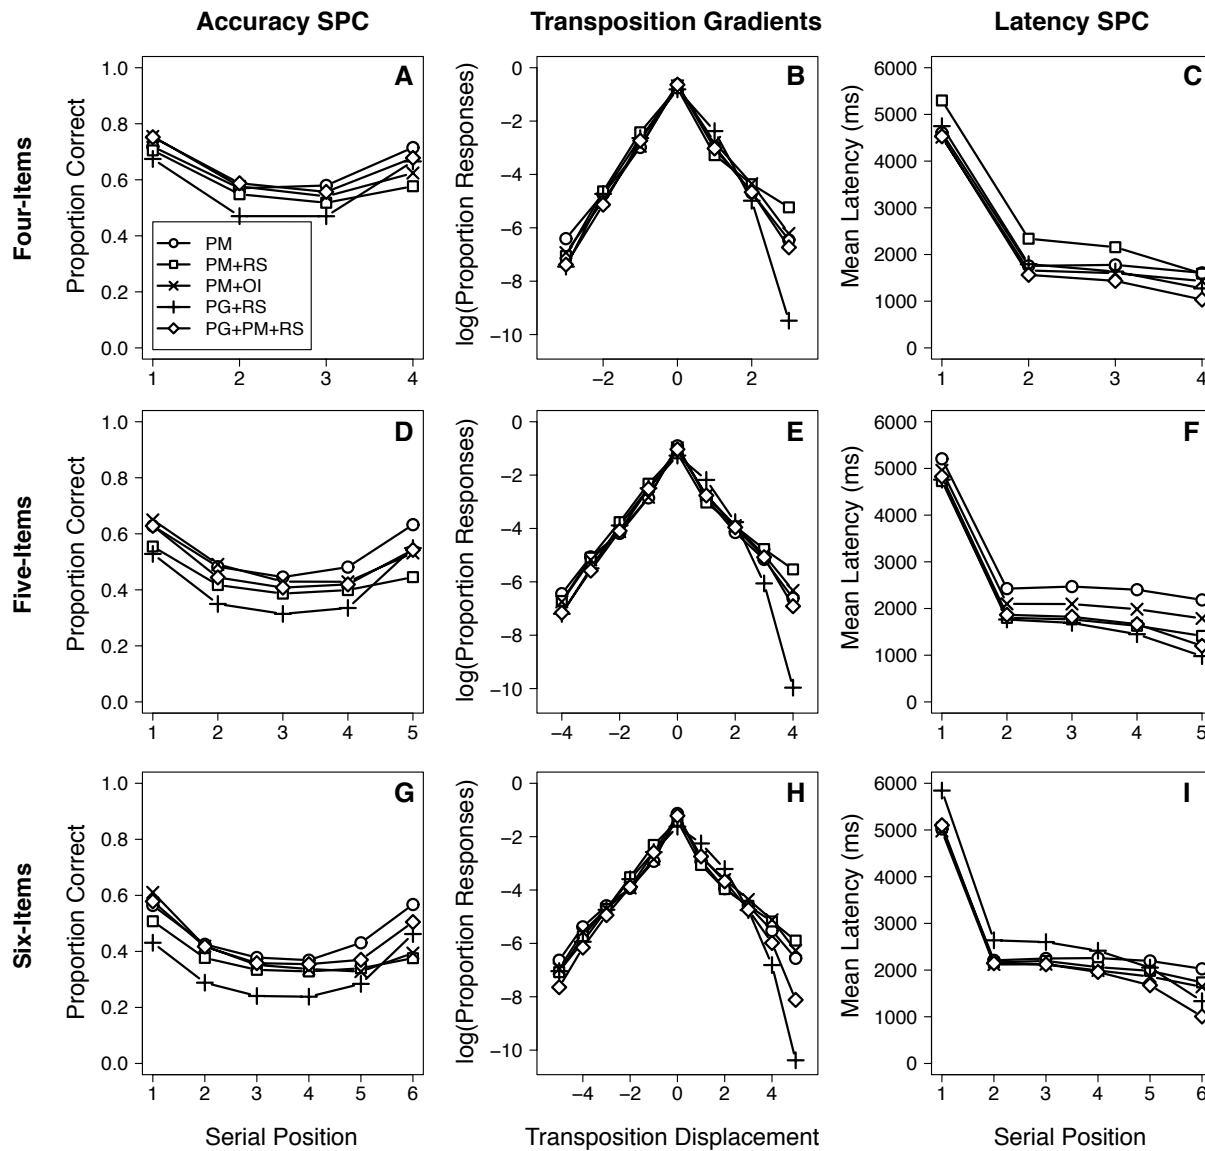 Accuracy SPC
Transposition Gradients
Latency SPC
Four-Items
Proportion Correct
1.0
0.8
0.6
0.4
0.2
0.0
A
PM
PM+RS
PM+OI
PG+RS
PG+PM+RS
1 2 3 4
log(Proportion Responses)
0
−2
−4
−6
−8
−10
B
−2 0 2
Mean Latency (ms)
6000
5000
4000
3000
2000
1000
0
C
1 2 3 4
Five-Items
Proportion Correct
1.0
0.8
0.6
0.4
0.2
0.0
D
1 2 3 4 5
log(Proportion Responses)
0
−2
−4
−6
−8
−10
E
−4 −2 0 2 4
Mean Latency (ms)
6000
5000
4000
3000
2000
1000
0
F
1 2 3 4 5
Six-Items
Proportion Correct
1.0
0.8
0.6
0.4
0.2
0.0
G
1 2 3 4 5 6
Serial Position
log(Proportion Responses)
0
−2
−4
−6
−8
−10
H
−4 −2 0 2 4
Transposition Displacement
Mean Latency (ms)
6000
5000
4000
3000
2000
1000
0
I
1 2 3 4 5 6
Serial Position